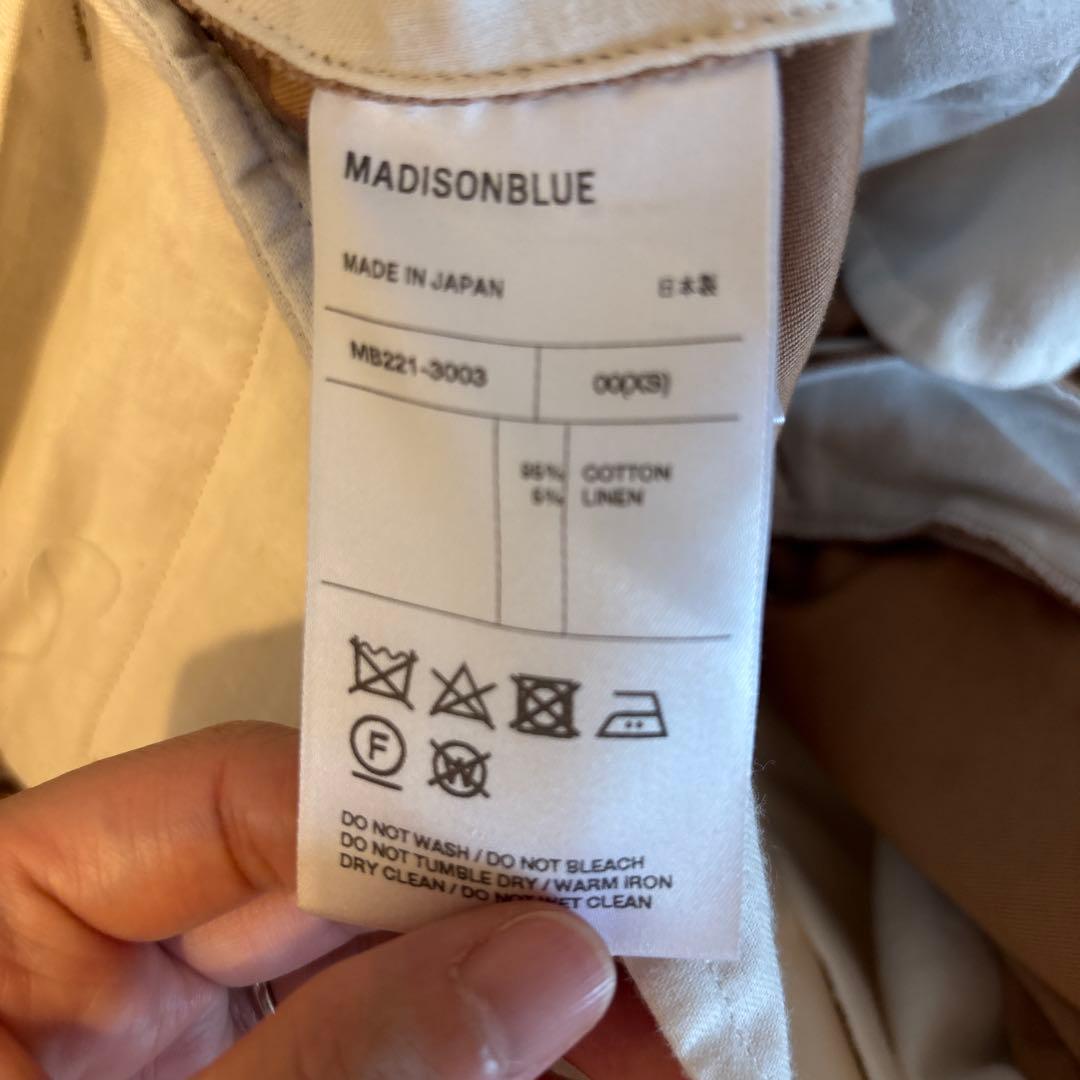 MADISONBLUE
MADE IN JAPAN 日本製
MB221-3003 00(XS)
95% COTTON
5% LINEN
F
W
DO NOT WASH / DO NOT BLEACH
DO NOT TUMBLE DRY / WARM IRON
DRY CLEAN / DO NOT WET CLEAN